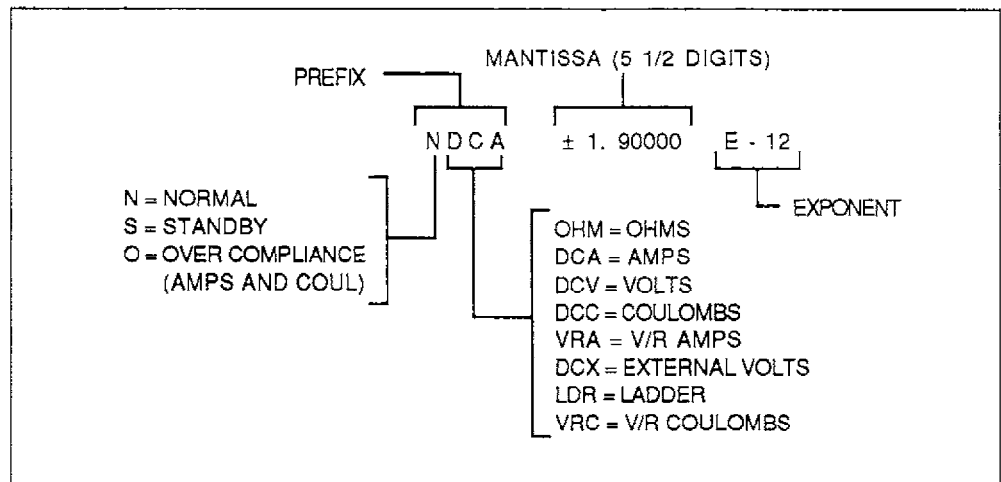 MANTISSA (5 1/2 DIGITS)
PREFIX
N D C A ± 1. 90000 E - 12
EXPONENT
N = NORMAL
S = STANDBY
O = OVER COMPLIANCE
(AMPS AND COUL)
OHM = OHMS
DCA = AMPS
DCV = VOLTS
DCC = COULOMBS
VRA = V/R AMPS
DCX = EXTERNAL VOLTS
LDR = LADDER
VRC = V/R COULOMBS